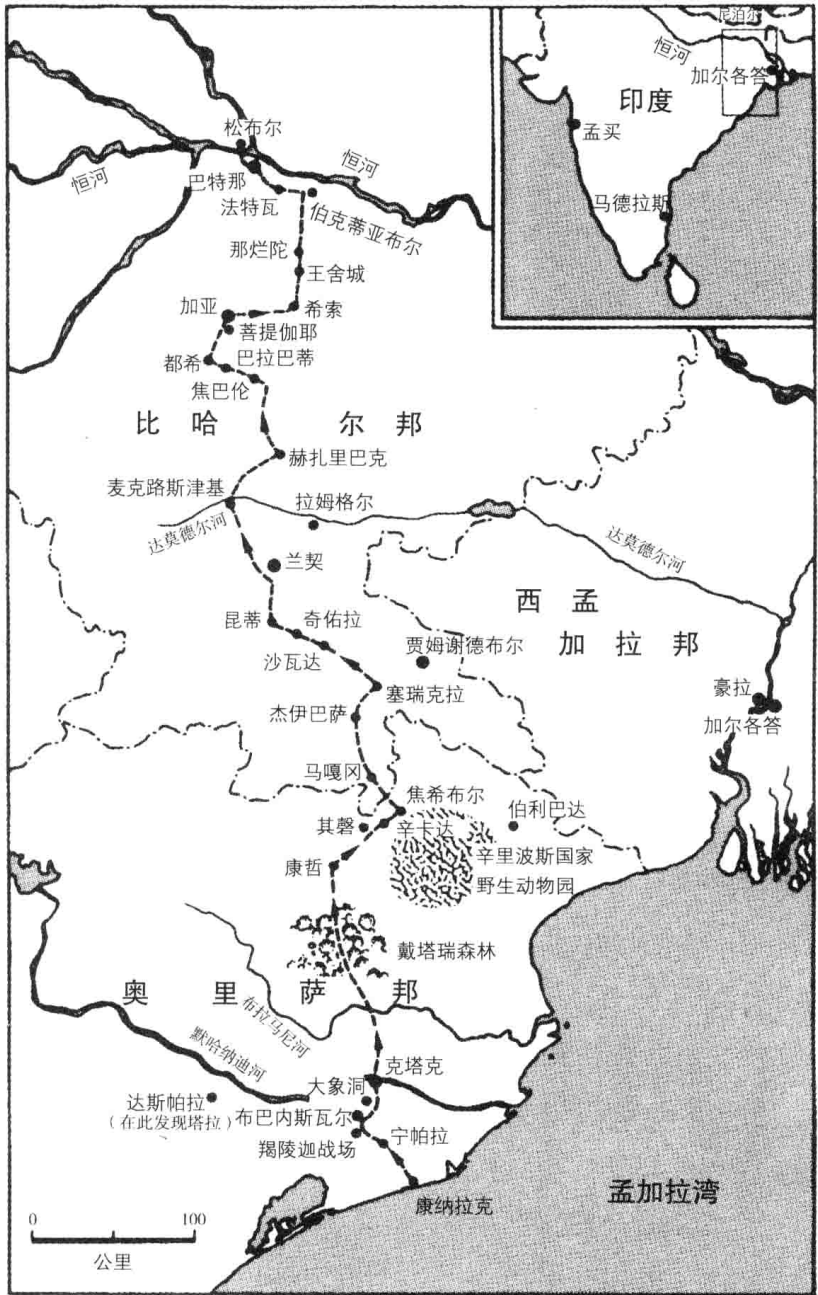 尼泊尔
恒河
加尔各答
印度
孟买
马德拉斯
松布尔
恒河
恒河
巴特那
法特瓦
伯克蒂亚布尔
那烂陀
王舍城
加亚
希索
菩提伽耶
都希
巴拉巴蒂
焦巴伦
比哈尔邦
赫扎里巴克
麦克路斯津基
拉姆格尔
达莫德尔河
达莫德尔河
兰契
西孟
加拉邦
昆蒂
奇佑拉
沙瓦达
贾姆谢德布尔
塞瑞克拉
豪拉
加尔各答
杰伊巴萨
马嘎冈
焦希布尔
伯利巴达
其磬
辛卡达
辛里波斯国家
野生动物园
康哲
戴塔瑞森林
奥里萨邦
布拉马尼河
默哈纳迪河
克塔克
大象洞
达斯帕拉
(在此发现塔拉)
布巴内斯瓦尔
宁帕拉
羯陵迦战场
康纳拉克
孟加拉湾
0 100
公里